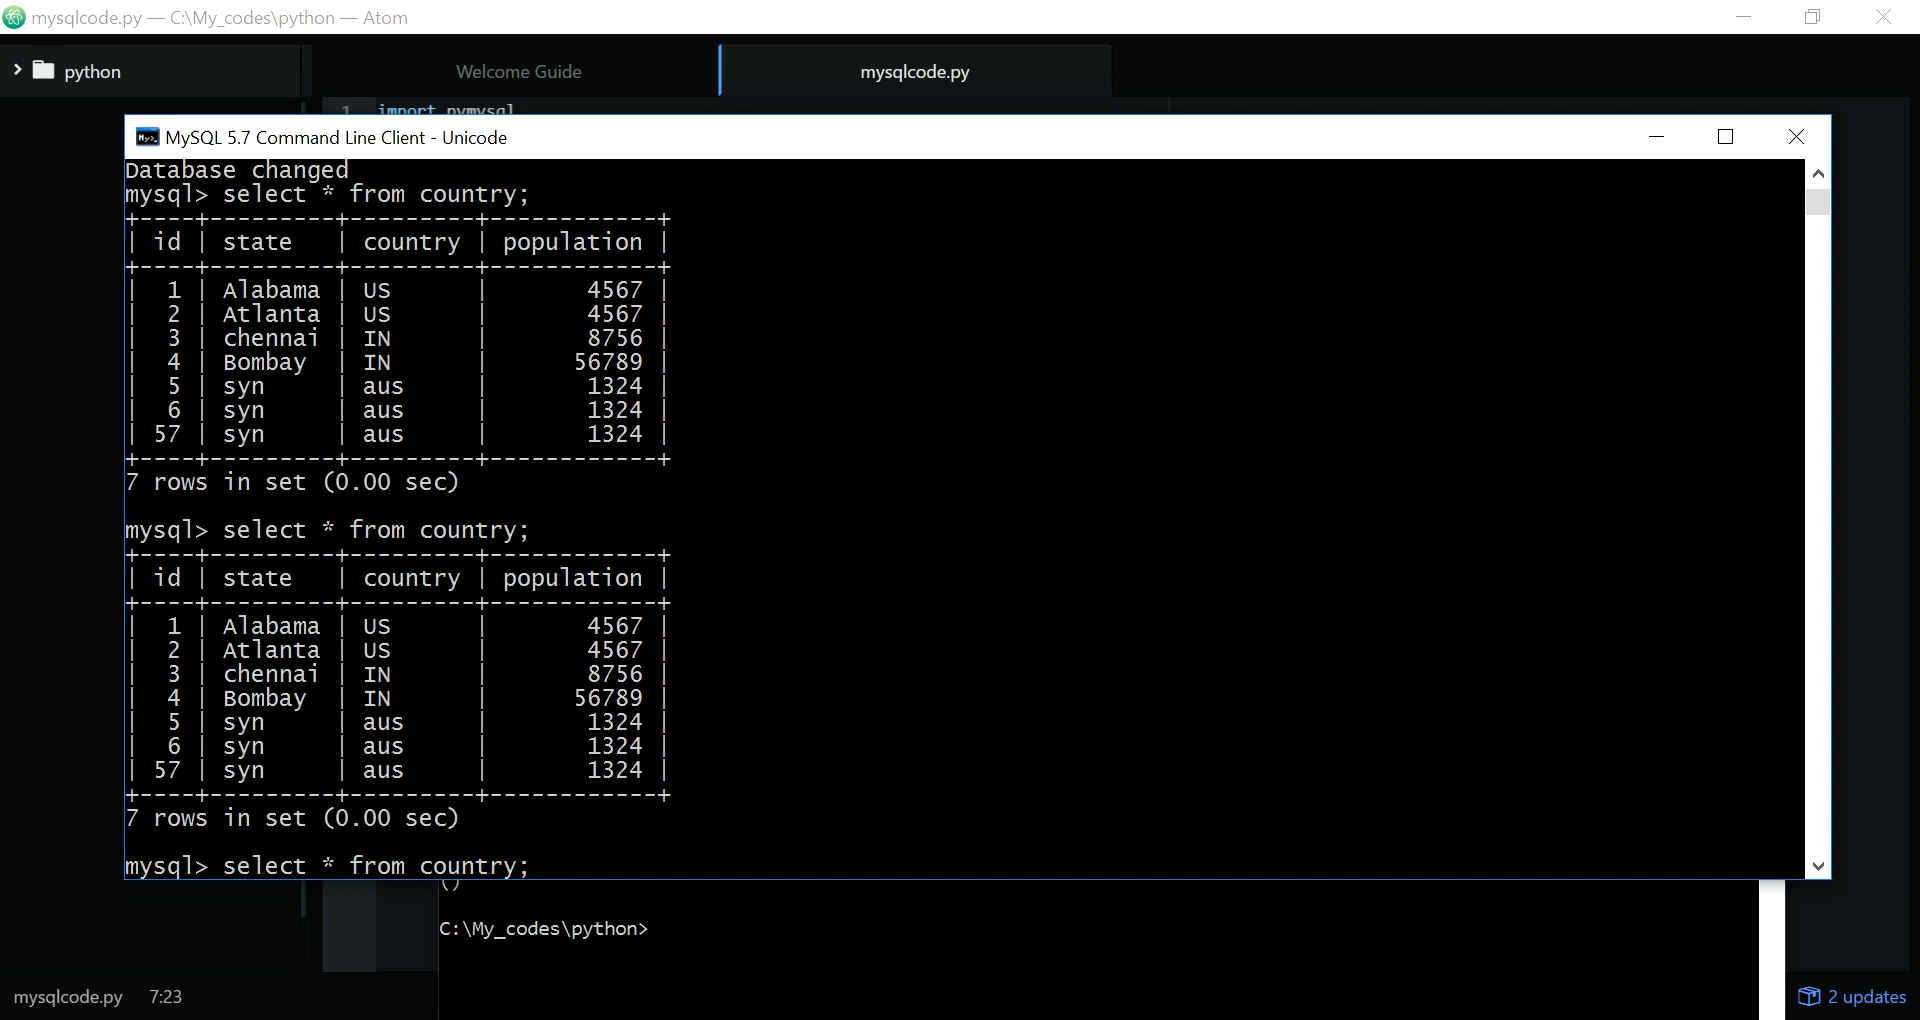 mysqlcode.py — C:\My_codes\python — Atom
python
Welcome Guide
mysqlcode.py
1 import pymysql
MySQL 5.7 Command Line Client - Unicode
Database changed
mysql> select * from country;
+----+---------+---------+------------+
| id | state   | country | population |
+----+---------+---------+------------+
|  1 | Alabama | US      |       4567 |
|  2 | Atlanta | US      |       4567 |
|  3 | chennai | IN      |       8756 |
|  4 | Bombay  | IN      |      56789 |
|  5 | syn     | aus     |       1324 |
|  6 | syn     | aus     |       1324 |
| 57 | syn     | aus     |       1324 |
+----+---------+---------+------------+
7 rows in set (0.00 sec)
mysql> select * from country;
+----+---------+---------+------------+
| id | state   | country | population |
+----+---------+---------+------------+
|  1 | Alabama | US      |       4567 |
|  2 | Atlanta | US      |       4567 |
|  3 | chennai | IN      |       8756 |
|  4 | Bombay  | IN      |      56789 |
|  5 | syn     | aus     |       1324 |
|  6 | syn     | aus     |       1324 |
| 57 | syn     | aus     |       1324 |
+----+---------+---------+------------+
7 rows in set (0.00 sec)
mysql> select * from country;
()
C:\My_codes\python>
mysqlcode.py 7:23
2 updates